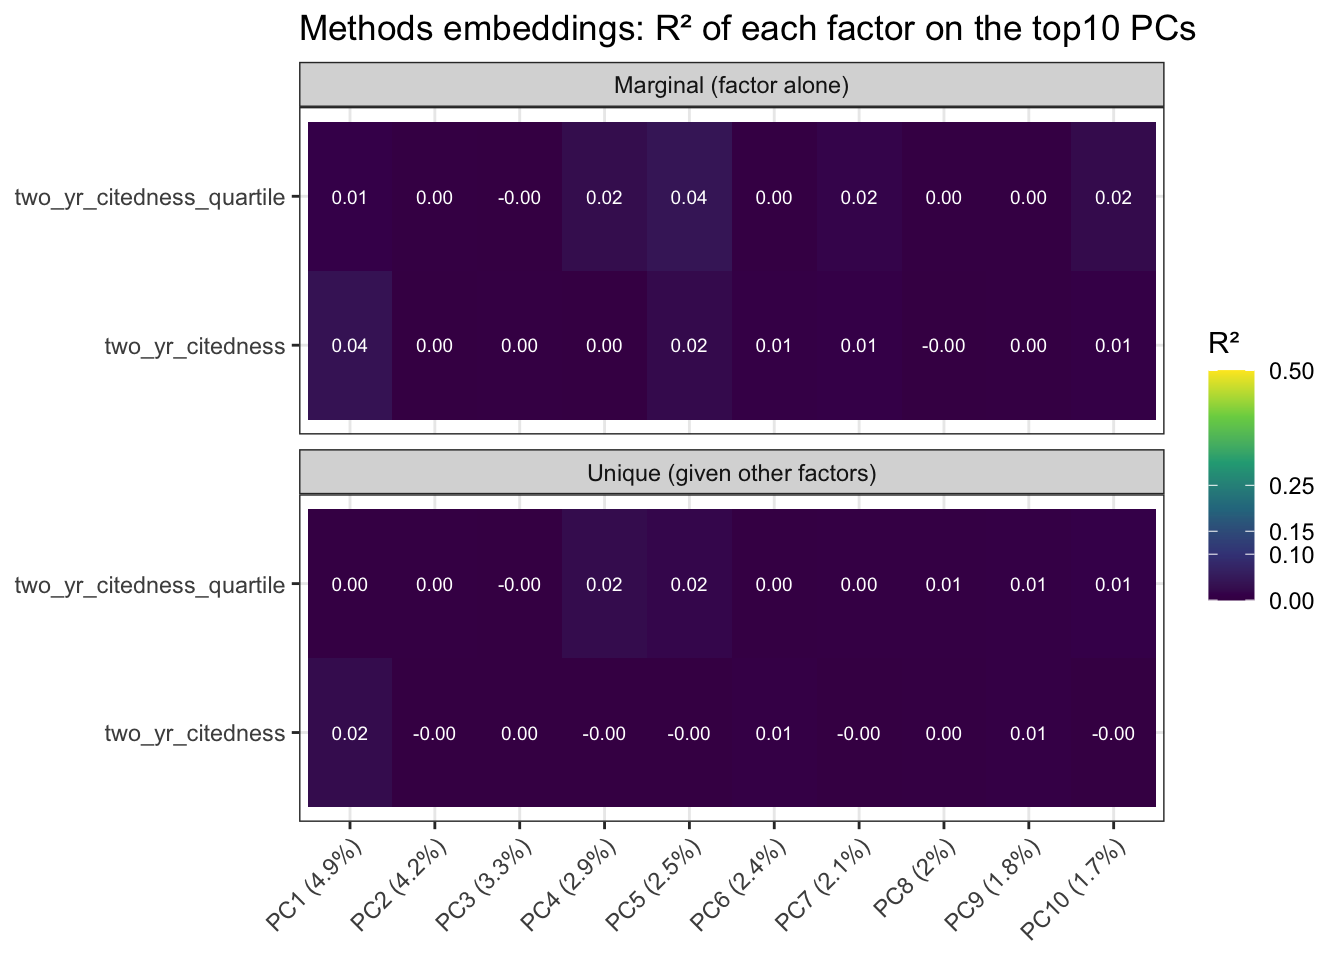 Methods embeddings: R² of each factor on the top10 PCs
Marginal (factor alone)
two_yr_citedness_quartile 0.01 0.00 -0.00 0.02 0.04 0.00 0.02 0.00 0.00 0.02
two_yr_citedness 0.04 0.00 0.00 0.00 0.02 0.01 0.01 -0.00 0.00 0.01
Unique (given other factors)
two_yr_citedness_quartile 0.00 0.00 -0.00 0.02 0.02 0.00 0.00 0.01 0.01 0.01
two_yr_citedness 0.02 -0.00 0.00 -0.00 -0.00 0.01 -0.00 0.00 0.01 -0.00
PC1 (4.9%) PC2 (4.2%) PC3 (3.3%) PC4 (2.9%) PC5 (2.5%) PC6 (2.4%) PC7 (2.1%) PC8 (2%) PC9 (1.8%) PC10 (1.7%)
R²
0.50
0.25
0.15
0.10
0.00